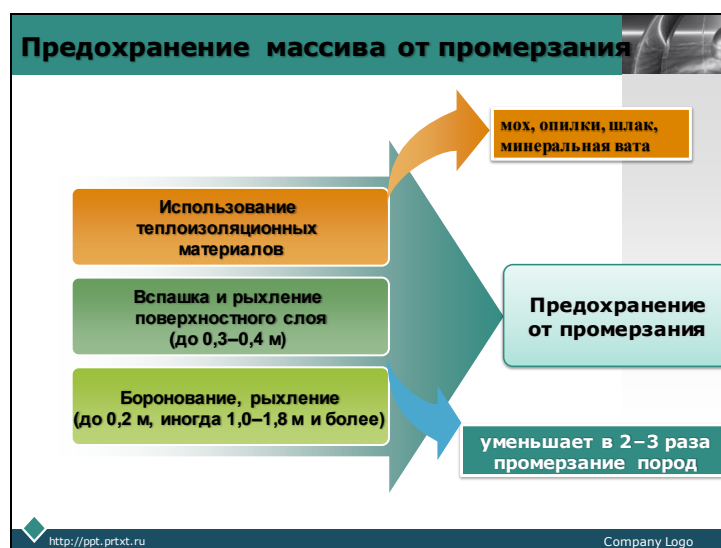 Предохранение массива от промерзания
мох, опилки, шлак,
минеральная вата
Использование
теплоизоляционных
материалов
Вспашка и рыхление
поверхностного слоя
(до 0,3–0,4 м)
Боронование, рыхление
(до 0,2 м, иногда 1,0–1,8 м и более)
Предохранение
от промерзания
уменьшает в 2–3 раза
промерзание пород
http://ppt.prtxt.ru
Company Logo